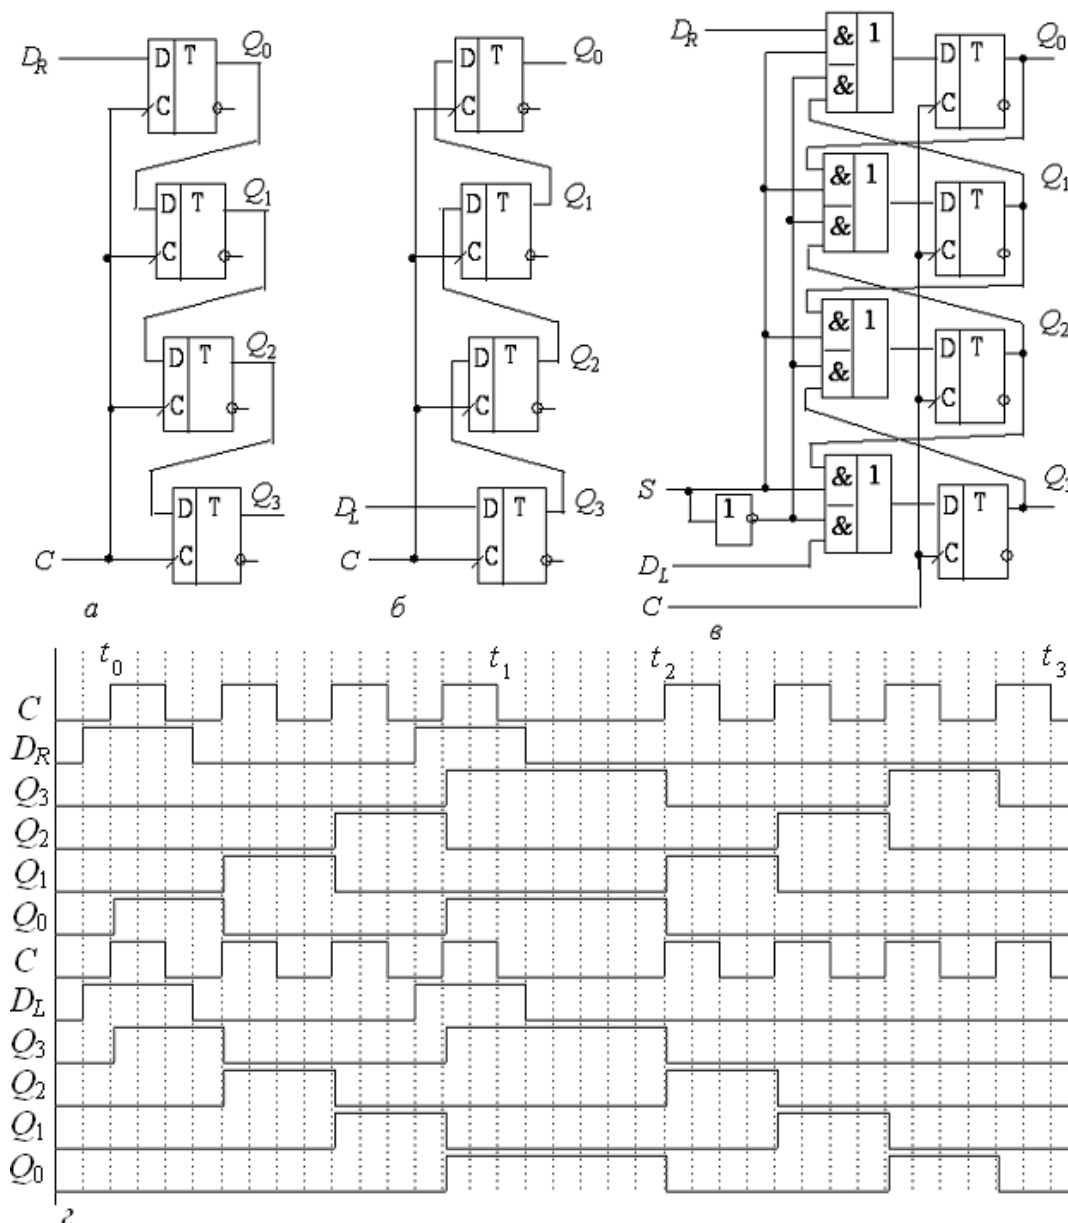 D_R D T C Q_0
D T C Q_1
D T C Q_2
D T C Q_3
C
а
D T C Q_0
D T C Q_1
D T C Q_2
D_L D T C Q_3
C
б
D_R & 1 & D T C Q_0
& 1 & D T C Q_1
& 1 & D T C Q_2
S 1 & 1 & D T C
D_L
C
в
t_0 t_1 t_2 t_3
C
D_R
Q_3
Q_2
Q_1
Q_0
C
D_L
Q_3
Q_2
Q_1
Q_0
г